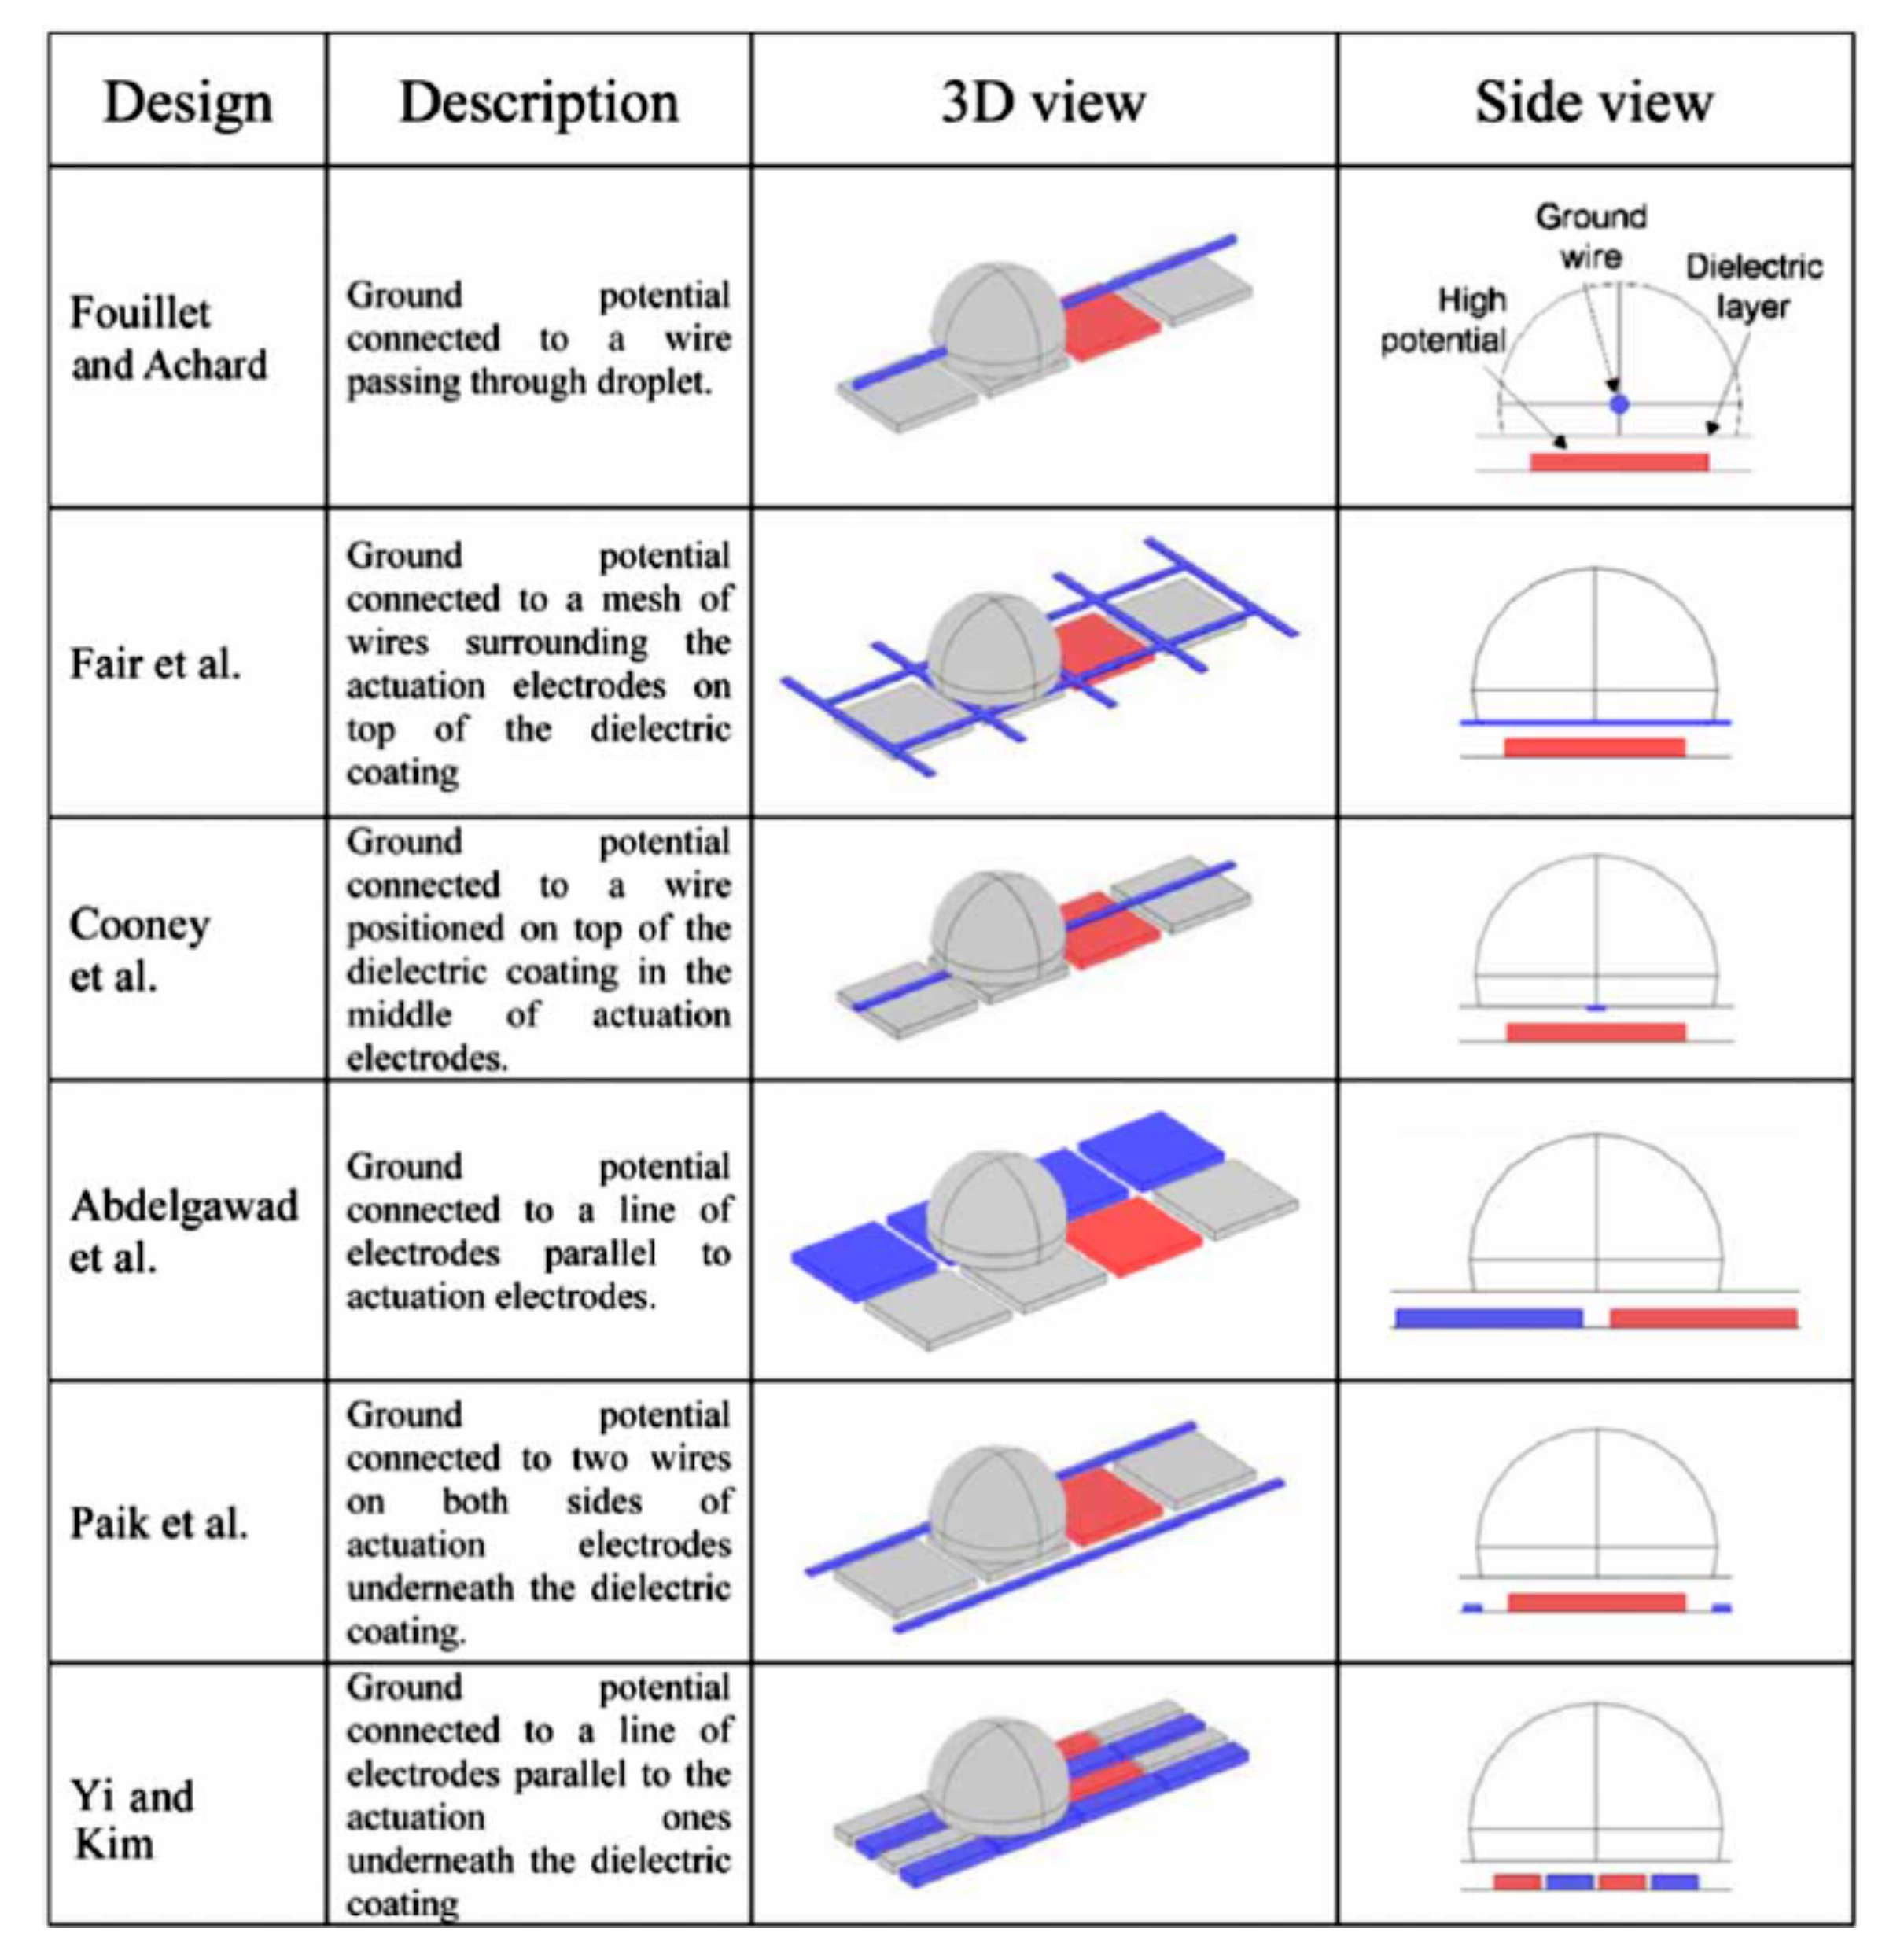 Design Description 3D view Side view
Fouillet
and Achard
Ground potential
connected to a wire
passing through droplet.
Ground
wire
Dielectric
layer
High
potential
Fair et al.
Ground potential
connected to a mesh of
wires surrounding the
actuation electrodes on
top of the dielectric
coating
Cooney
et al.
Ground potential
connected to a wire
positioned on top of the
dielectric coating in the
middle of actuation
electrodes.
Abdelgawad
et al.
Ground potential
connected to a line of
electrodes parallel to
actuation electrodes.
Paik et al.
Ground potential
connected to two wires
on both sides of
actuation electrodes
underneath the dielectric
coating.
Yi and
Kim
Ground potential
connected to a line of
electrodes parallel to the
actuation ones
underneath the dielectric
coating